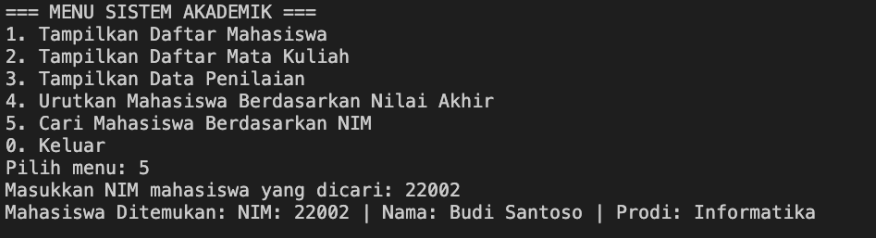 === MENU SISTEM AKADEMIK ===
1. Tampilkan Daftar Mahasiswa
2. Tampilkan Daftar Mata Kuliah
3. Tampilkan Data Penilaian
4. Urutkan Mahasiswa Berdasarkan Nilai Akhir
5. Cari Mahasiswa Berdasarkan NIM
0. Keluar
Pilih menu: 5
Masukkan NIM mahasiswa yang dicari: 22002
Mahasiswa Ditemukan: NIM: 22002 | Nama: Budi Santoso | Prodi: Informatika